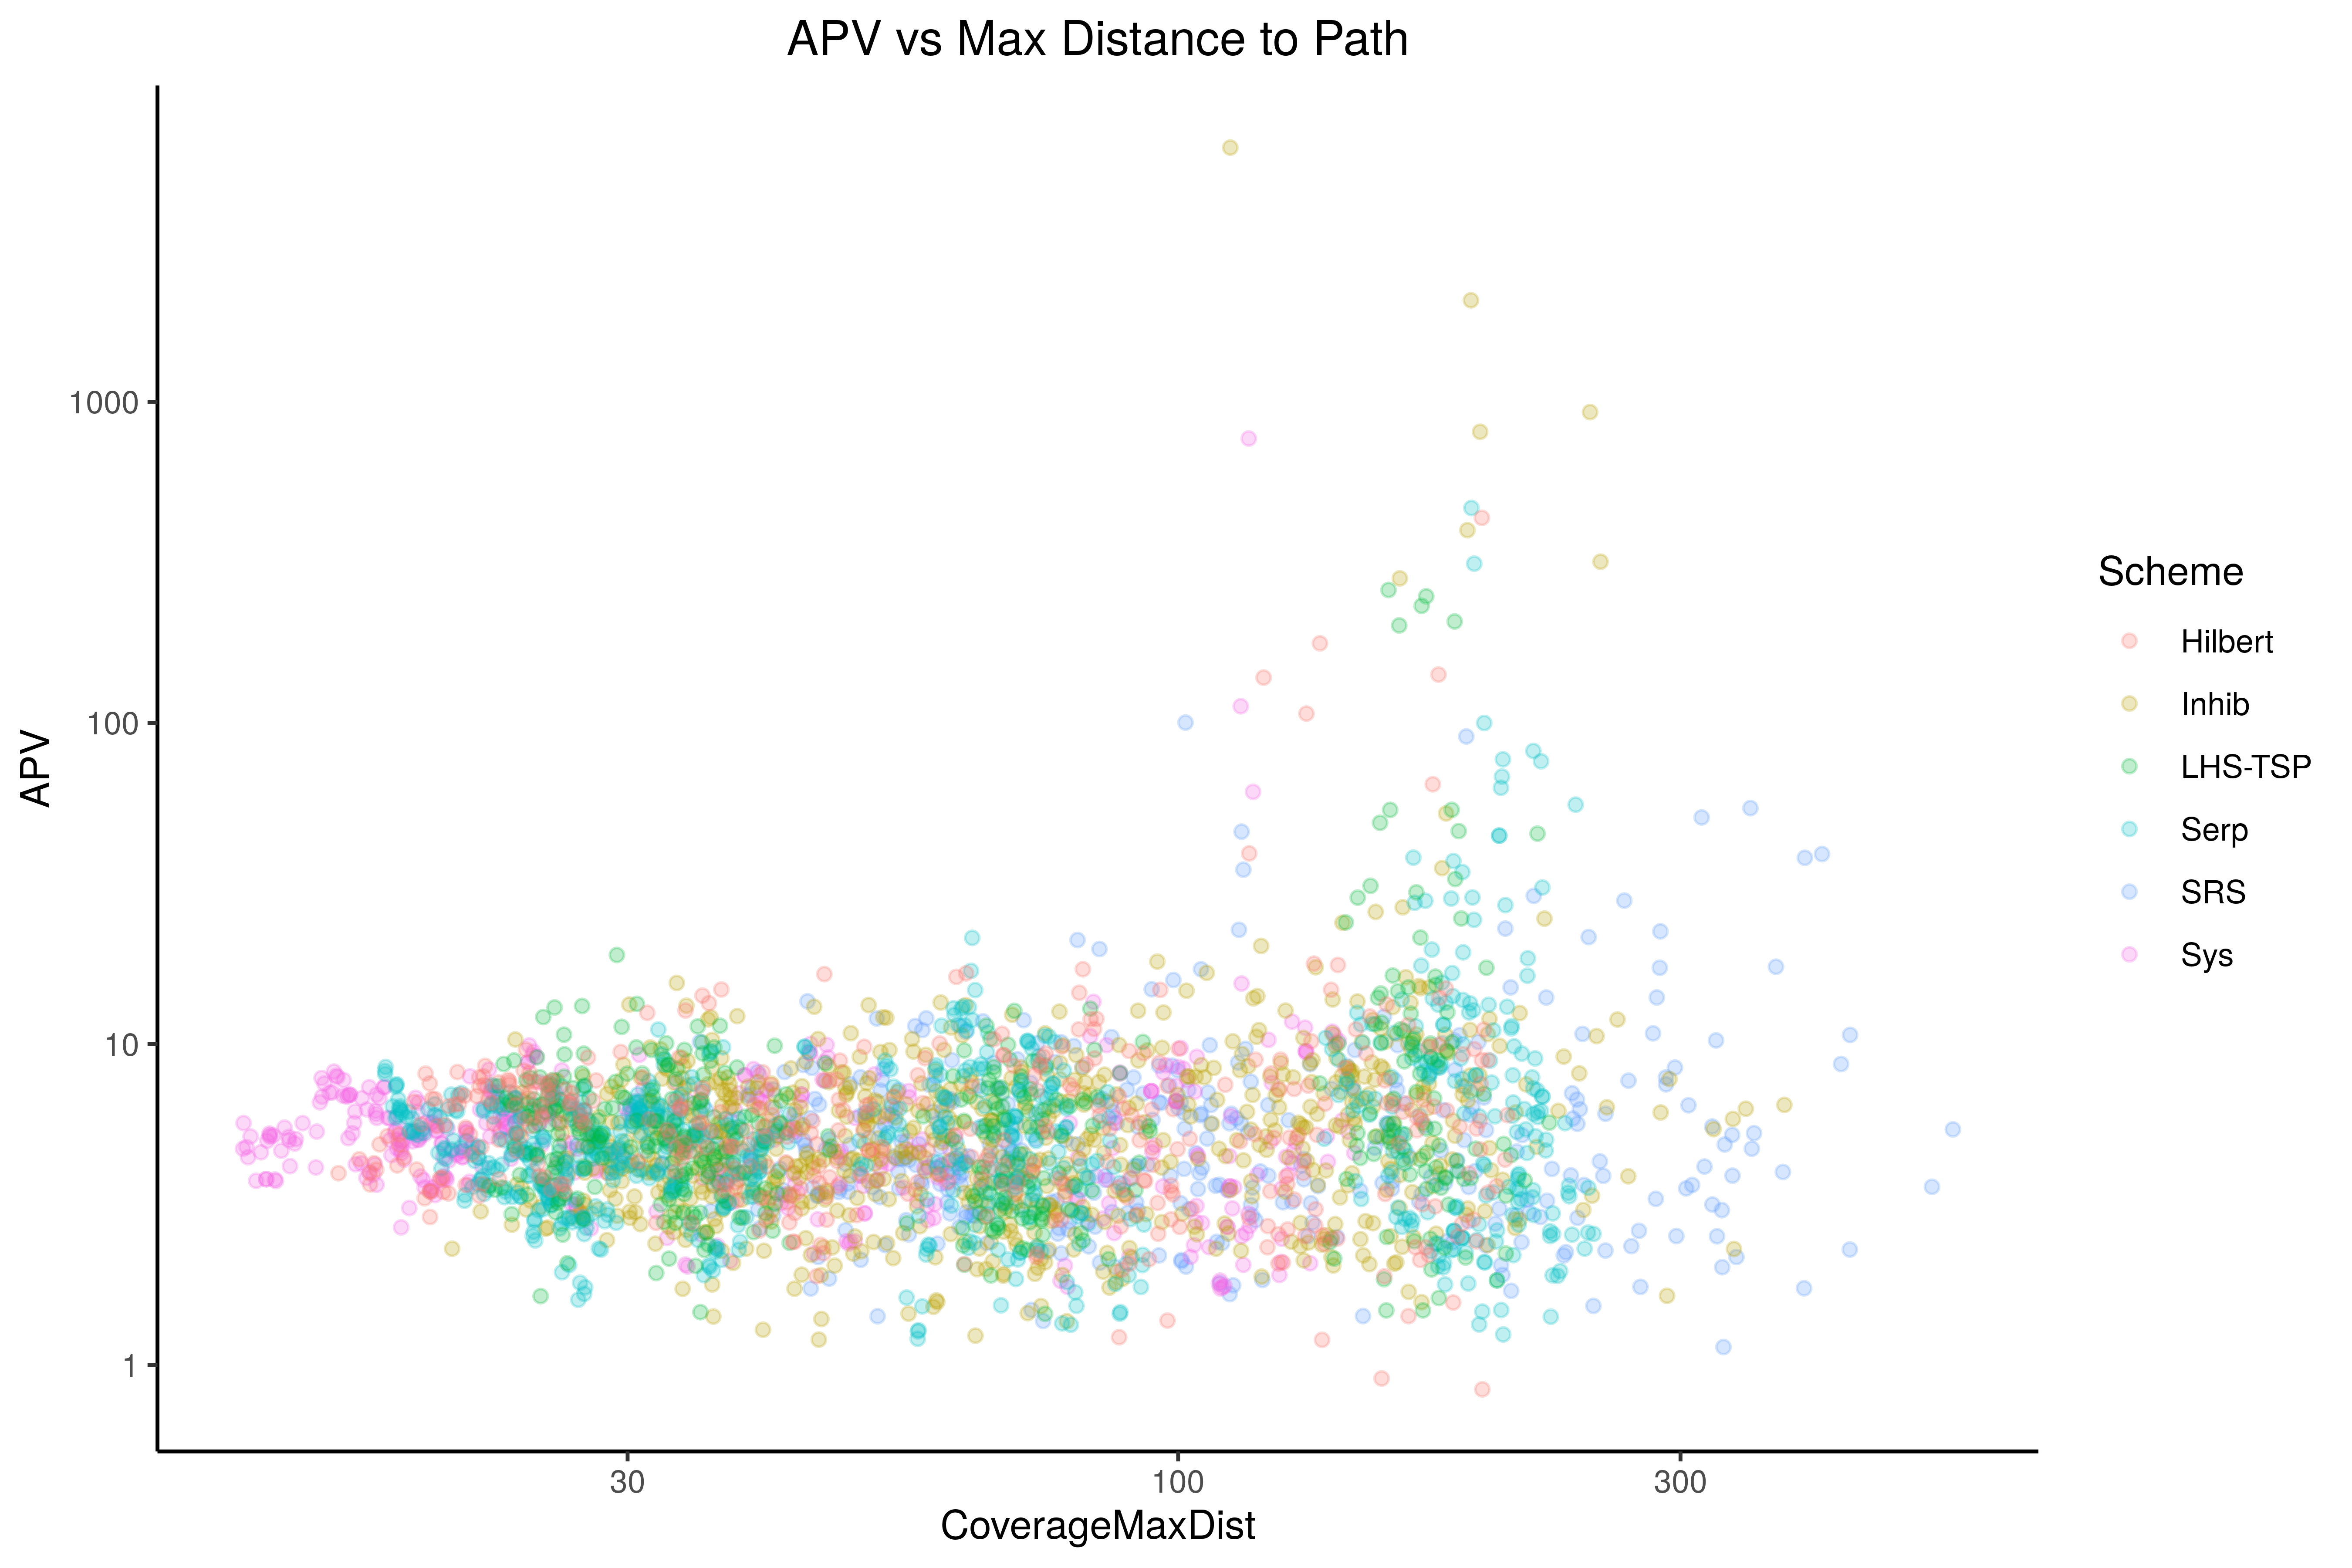 APV vs Max Distance to Path
APV
1000
100
10
1
30
100
300
CoverageMaxDist
Scheme
Hilbert
Inhib
LHS-TSP
Serp
SRS
Sys